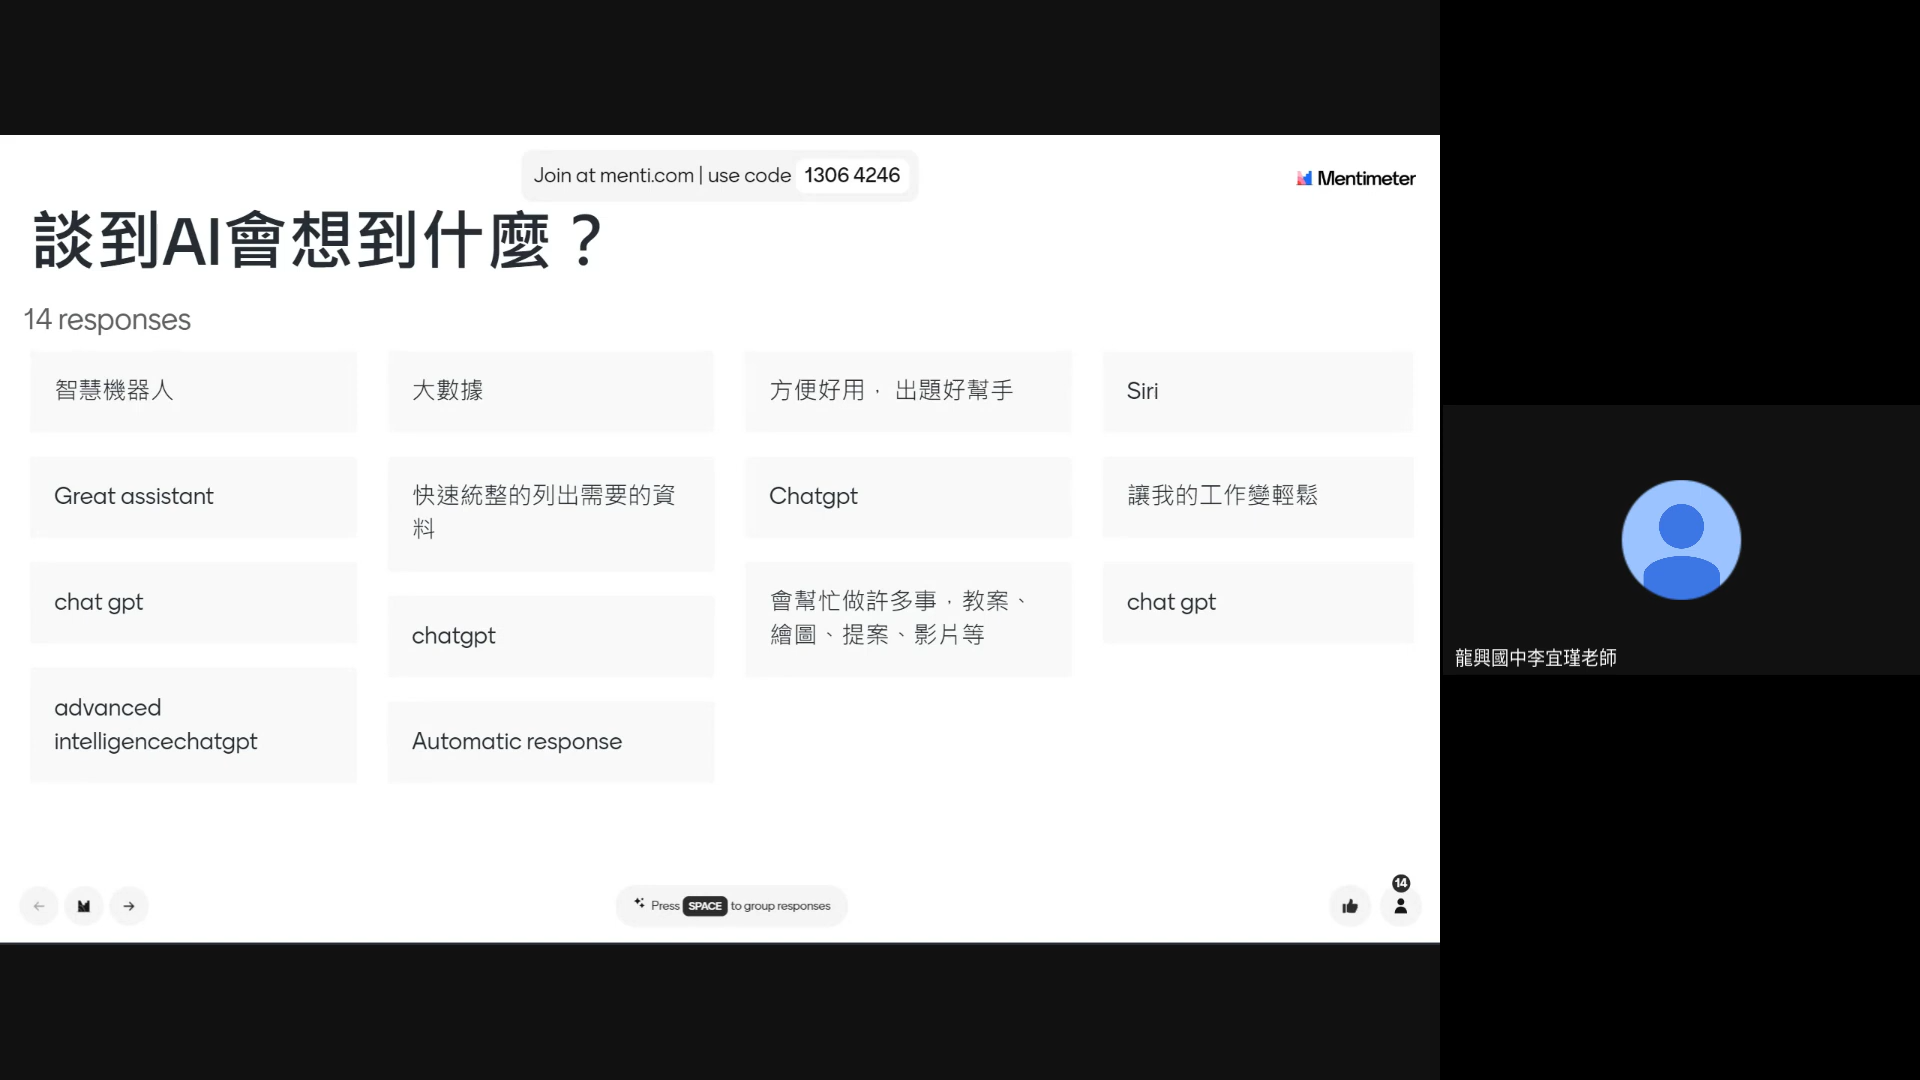 Join at menti.com | use code 1306 4246
Mentimeter
談到AI會想到什麼？
14 responses
智慧機器人
大數據
方便好用， 出題好幫手
Siri
Great assistant
快速統整的列出需要的資
料
Chatgpt
讓我的工作變輕鬆
chat gpt
chatgpt
會幫忙做許多事，教案、
繪圖、提案、影片等
chat gpt
advanced
intelligencechatgpt
Automatic response
Press SPACE to group responses
14
龍興國中李宜瑾老師